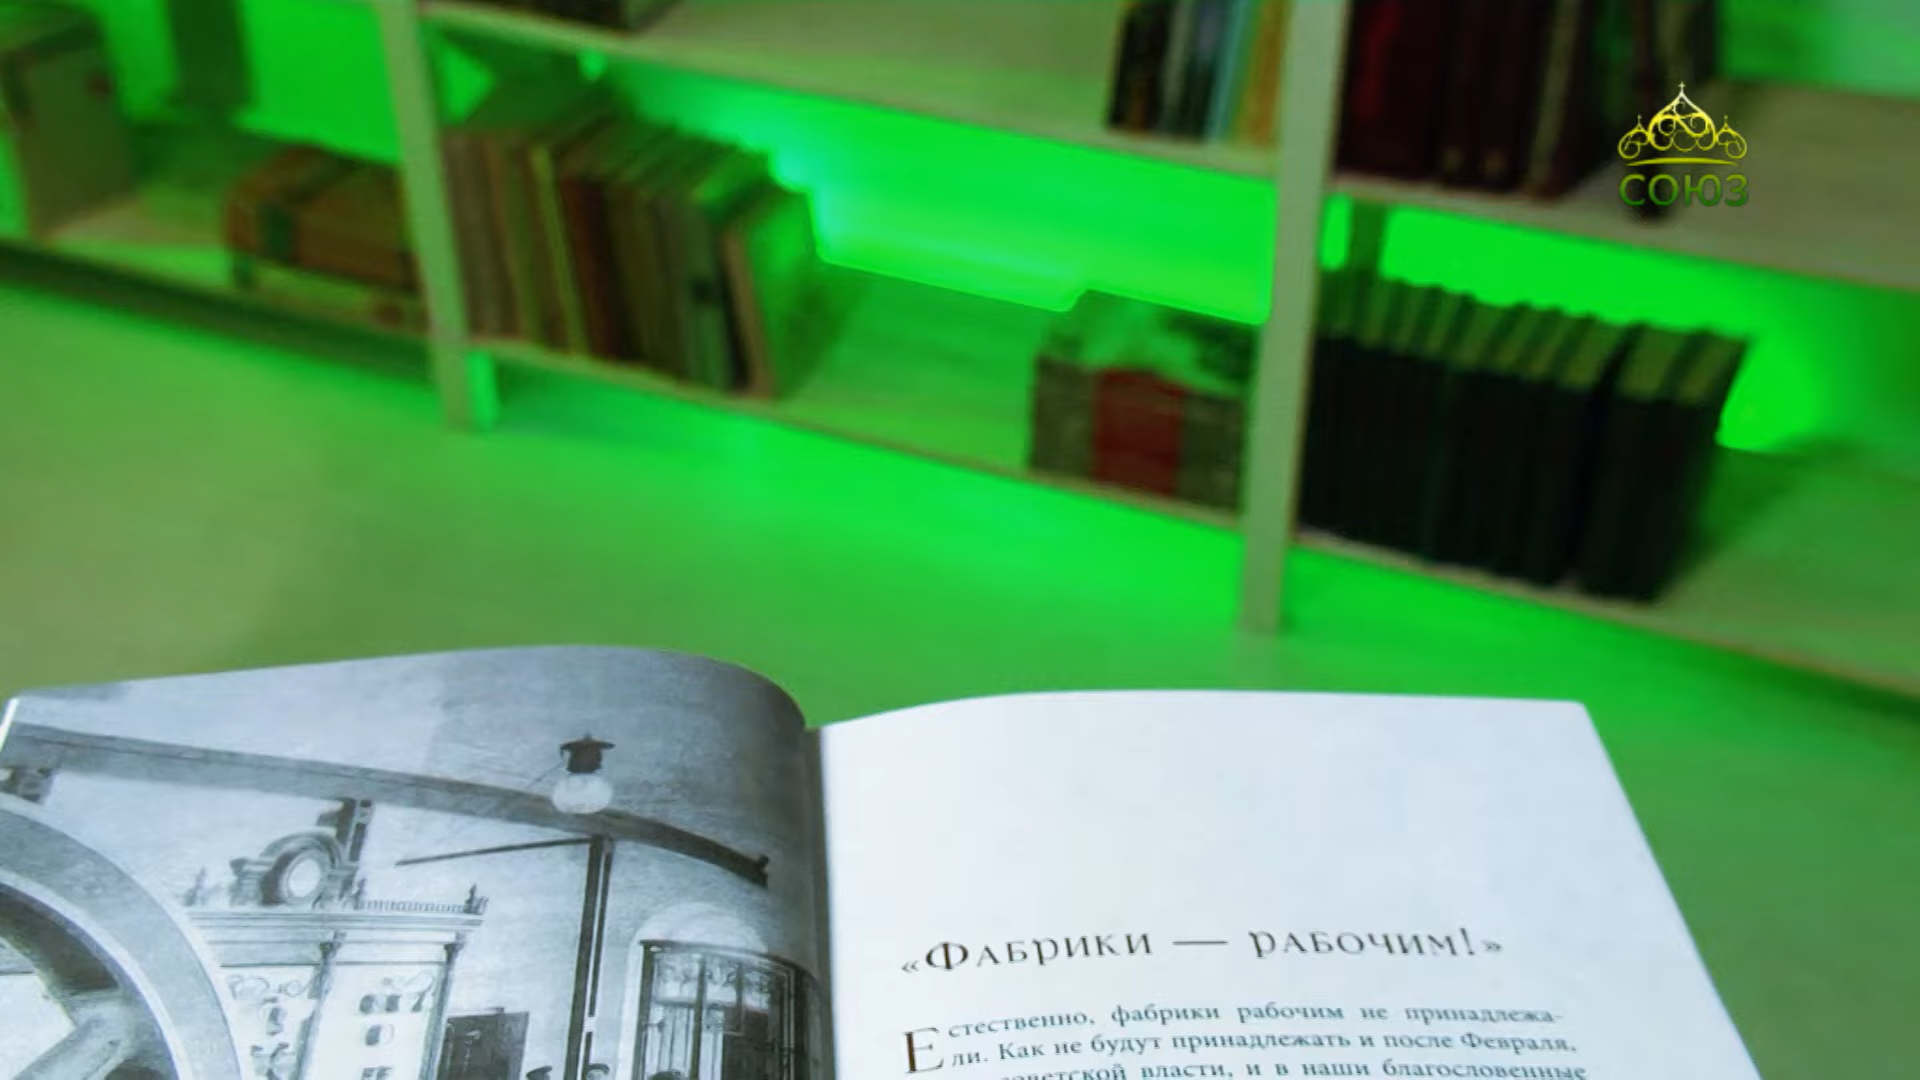 СОЮЗ
«Фабрики — рабочим!»
Естественно, фабрики рабочим не принадлежа-
ли. Как не будут принадлежать и после Февраля,
советской власти, и в наши благословенные